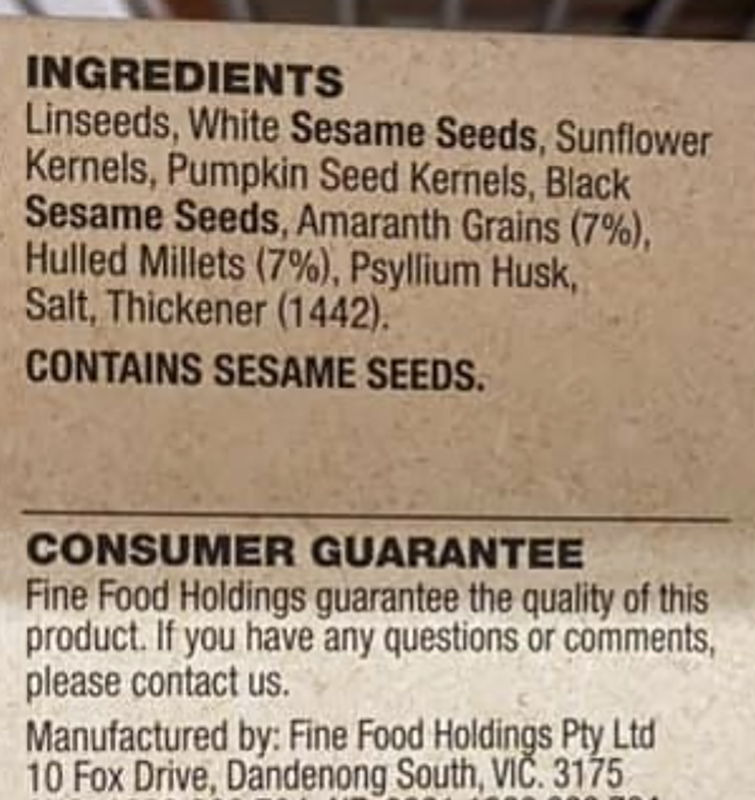 INGREDIENTS
Linseeds, White Sesame Seeds, Sunflower
Kernels, Pumpkin Seed Kernels, Black
Sesame Seeds, Amaranth Grains (7%),
Hulled Millets (7%), Psyllium Husk,
Salt, Thickener (1442).
CONTAINS SESAME SEEDS.
CONSUMER GUARANTEE
Fine Food Holdings guarantee the quality of this
product. If you have any questions or comments,
please contact us.
Manufactured by: Fine Food Holdings Pty Ltd
10 Fox Drive, Dandenong South, VIC. 3175